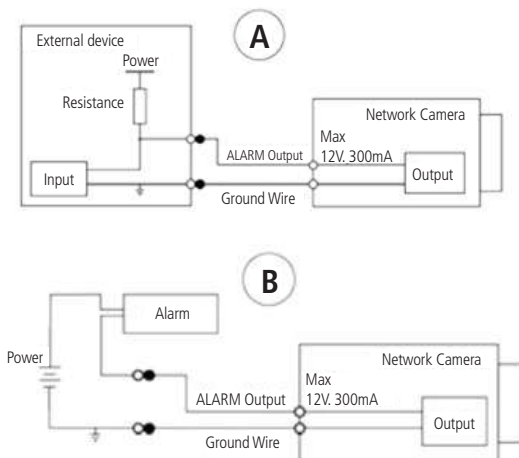 A
External device
Power
Resistance
Input
ALARM Output
Ground Wire
Network Camera
Max
12V. 300mA
Output
B
Alarm
Power
ALARM Output
Ground Wire
Network Camera
Max
12V. 300mA
Output